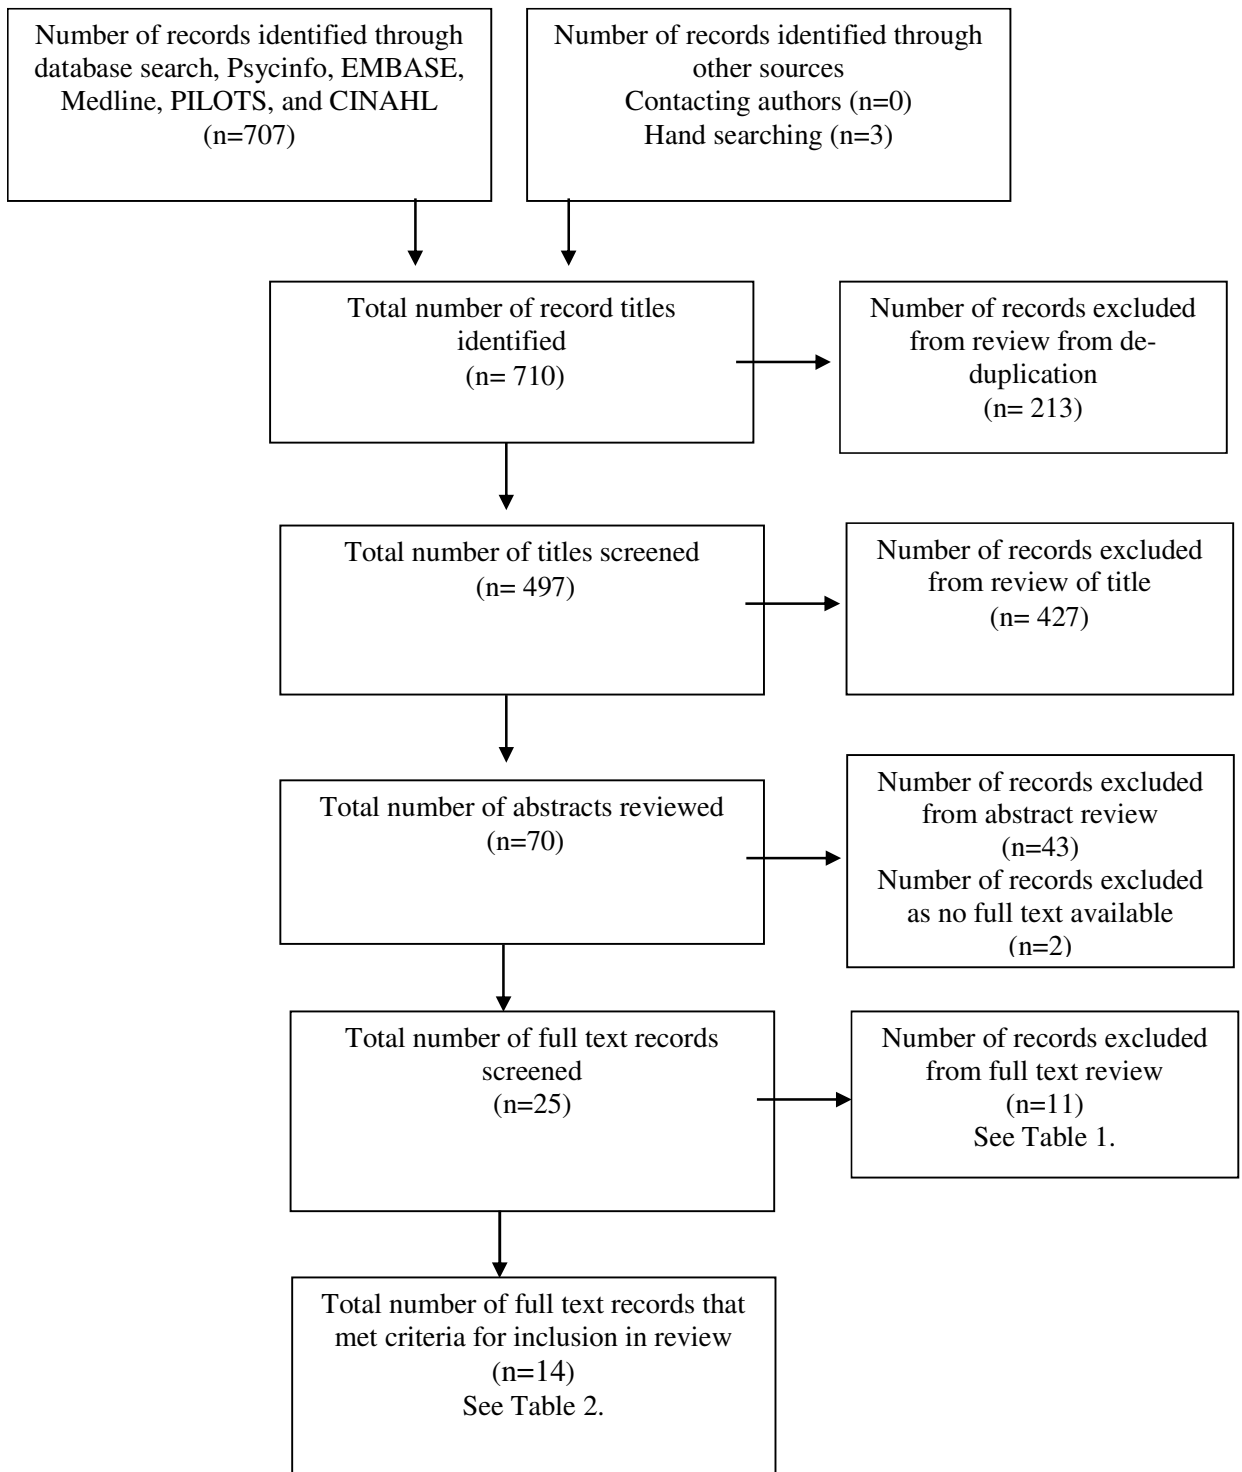 Number of records identified through
database search, Psycinfo, EMBASE,
Medline, PILOTS, and CINAHL
(n=707)
Number of records identified through
other sources
Contacting authors (n=0)
Hand searching (n=3)
Total number of record titles
identified
(n= 710)
Number of records excluded
from review from de-
duplication
(n= 213)
Total number of titles screened
(n= 497)
Number of records excluded
from review of title
(n= 427)
Total number of abstracts reviewed
(n=70)
Number of records excluded
from abstract review
(n=43)
Number of records excluded
as no full text available
(n=2)
Total number of full text records
screened
(n=25)
Number of records excluded
from full text review
(n=11)
See Table 1.
Total number of full text records that
met criteria for inclusion in review
(n=14)
See Table 2.